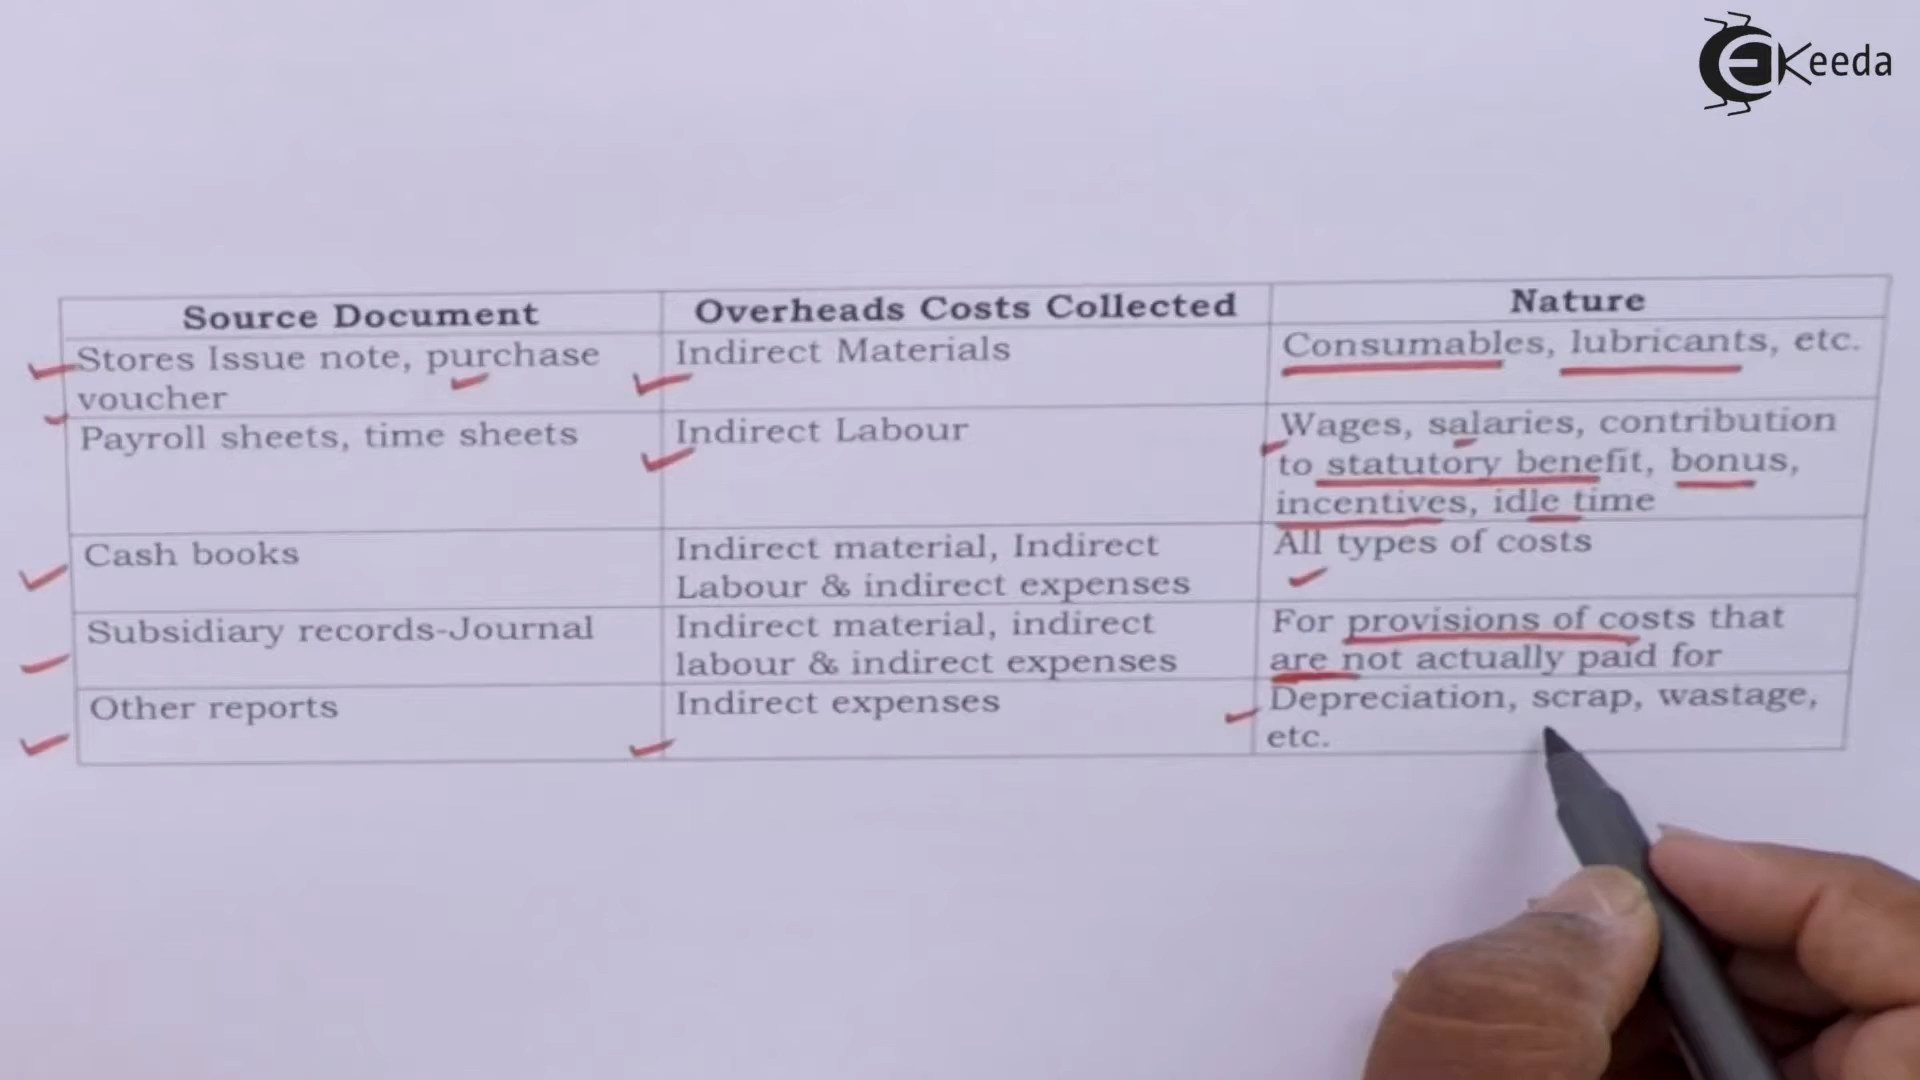 Keeda
Source Document
Overheads Costs Collected
Nature
Stores Issue note, purchase
voucher
Indirect Materials
Consumables, lubricants, etc.
Payroll sheets, time sheets
Indirect Labour
Wages, salaries, contribution
to statutory benefit, bonus,
incentives, idle time
Cash books
Indirect material, Indirect
Labour & indirect expenses
All types of costs
Subsidiary records-Journal
Indirect material, indirect
labour & indirect expenses
For provisions of costs that
are not actually paid for
Other reports
Indirect expenses
Depreciation, scrap, wastage,
etc.